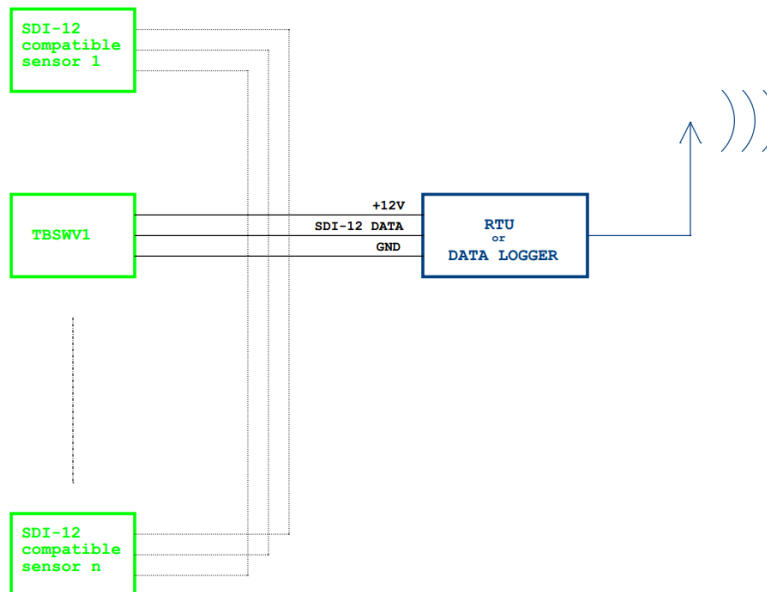 SDI-12
compatible
sensor 1
TBSWV1
+12V
SDI-12 DATA
GND
RTU
or
DATA LOGGER
SDI-12
compatible
sensor n